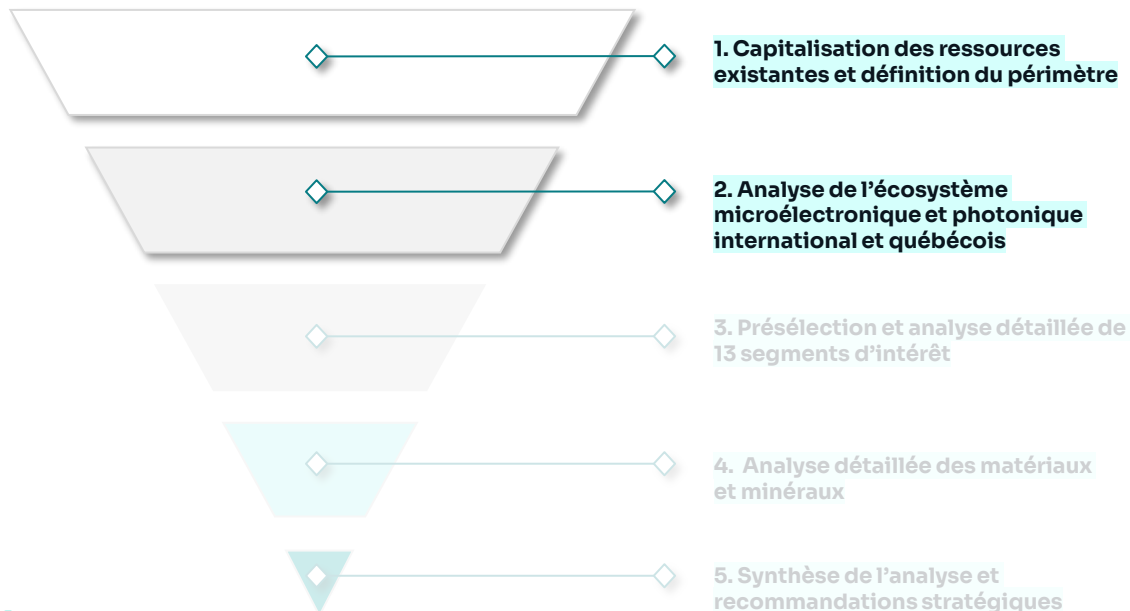 1. Capitalisation des ressources
existantes et définition du périmètre
2. Analyse de l’écosystème
microélectronique et photonique
international et québécois
3. Présélection et analyse détaillée de
13 segments d’intérêt
4. Analyse détaillée des matériaux
et minéraux
5. Synthèse de l’analyse et
recommandations stratégiques